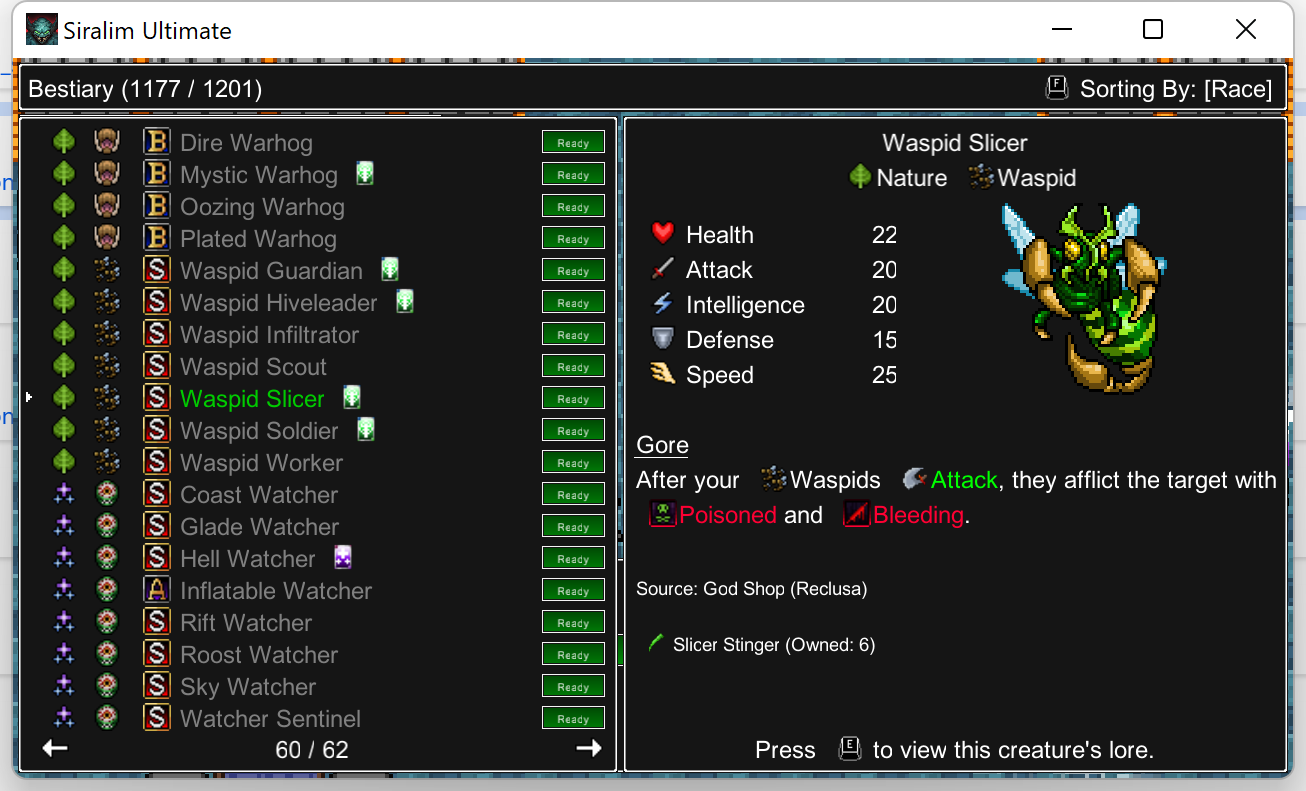 Siralim Ultimate
Bestiary (1177 / 1201)
F Sorting By: [Race]
B Dire Warhog Ready
B Mystic Warhog Ready
B Oozing Warhog Ready
B Plated Warhog Ready
S Waspid Guardian Ready
S Waspid Hiveleader Ready
S Waspid Infiltrator Ready
S Waspid Scout Ready
S Waspid Slicer Ready
S Waspid Soldier Ready
S Waspid Worker Ready
S Coast Watcher Ready
S Glade Watcher Ready
S Hell Watcher Ready
A Inflatable Watcher Ready
S Rift Watcher Ready
S Roost Watcher Ready
S Sky Watcher Ready
S Watcher Sentinel Ready
60 / 62
Waspid Slicer
Nature Waspid
Health 22
Attack 20
Intelligence 20
Defense 15
Speed 25
Gore
After your Waspids Attack, they afflict the target with
Poisoned and Bleeding.
Source: God Shop (Reclusa)
Slicer Stinger (Owned: 6)
Press E to view this creature's lore.